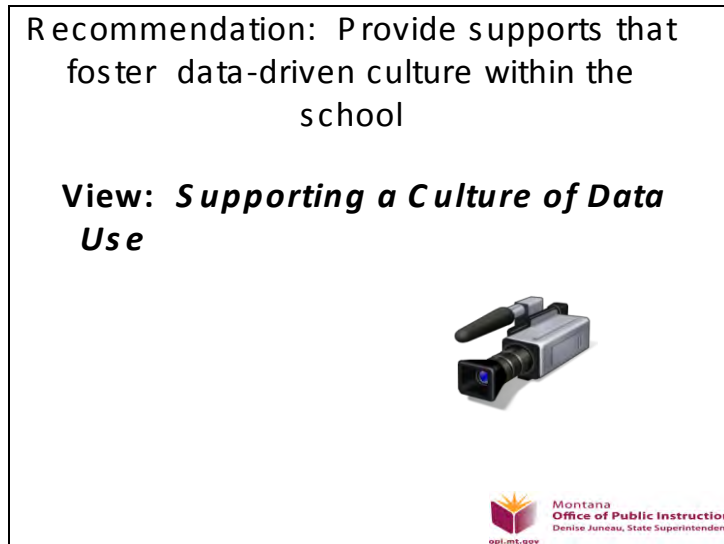 Recommendation: Provide supports that
foster data-driven culture within the
school
View: Supporting a Culture of Data
Use
Montana
Office of Public Instruction
Denise Juneau, State Superintenden
opi.mt.gov